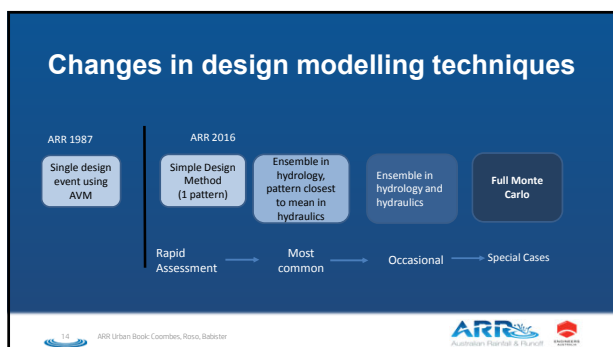 Changes in design modelling techniques
ARR 1987
ARR 2016
Single design
event using
AVM
Simple Design
Method
(1 pattern)
Ensemble in
hydrology,
pattern closest
to mean in
hydraulics
Ensemble in
hydrology and
hydraulics
Full Monte
Carlo
Rapid
Assessment
Most
common
Occasional
Special Cases
14
ARR Urban Book: Coombes, Roso, Babister
ARR
Australian Rainfall & Runoff
ENGINEERS
AUSTRALIA